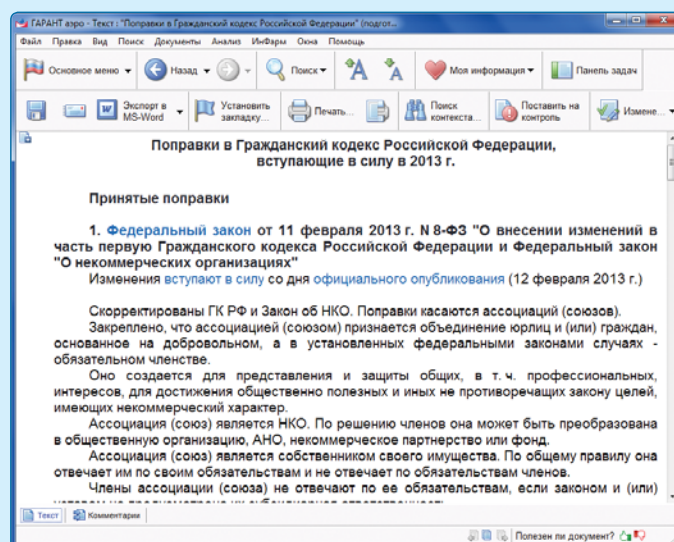 ГАРАНТ аэро - Текст : "Поправки в Гражданский кодекс Российской Федерации" (подгот...
Файл Правка Вид Поиск Документы Анализ ИнФарм Окна Помощь
Основное меню Назад Поиск Моя информация Панель задач
Экспорт в MS-Word Установить закладку... Печать... Поиск контекста... Поставить на контроль Измене...
Поправки в Гражданский кодекс Российской Федерации,
вступающие в силу в 2013 г.
Принятые поправки
1. Федеральный закон от 11 февраля 2013 г. N 8-ФЗ "О внесении изменений в
часть первую Гражданского кодекса Российской Федерации и Федеральный закон
"О некоммерческих организациях"
Изменения вступают в силу со дня официального опубликования (12 февраля 2013 г.)
Скорректированы ГК РФ и Закон об НКО. Поправки касаются ассоциаций (союзов).
Закреплено, что ассоциацией (союзом) признается объединение юрлиц и (или) граждан,
основанное на добровольном, а в установленных федеральными законами случаях -
обязательном членстве.
Оно создается для представления и защиты общих, в т. ч. профессиональных,
интересов, для достижения общественно полезных и иных не противоречащих закону целей,
имеющих некоммерческий характер.
Ассоциация (союз) является НКО. По решению членов она может быть преобразована
в общественную организацию, АНО, некоммерческое партнерство или фонд.
Ассоциация (союз) является собственником своего имущества. По общему правилу она
отвечает им по своим обязательствам и не отвечает по обязательствам членов.
Члены ассоциации (союза) не отвечают по ее обязательствам, если законом и (или)
Текст Комментарии
Полезен ли документ?